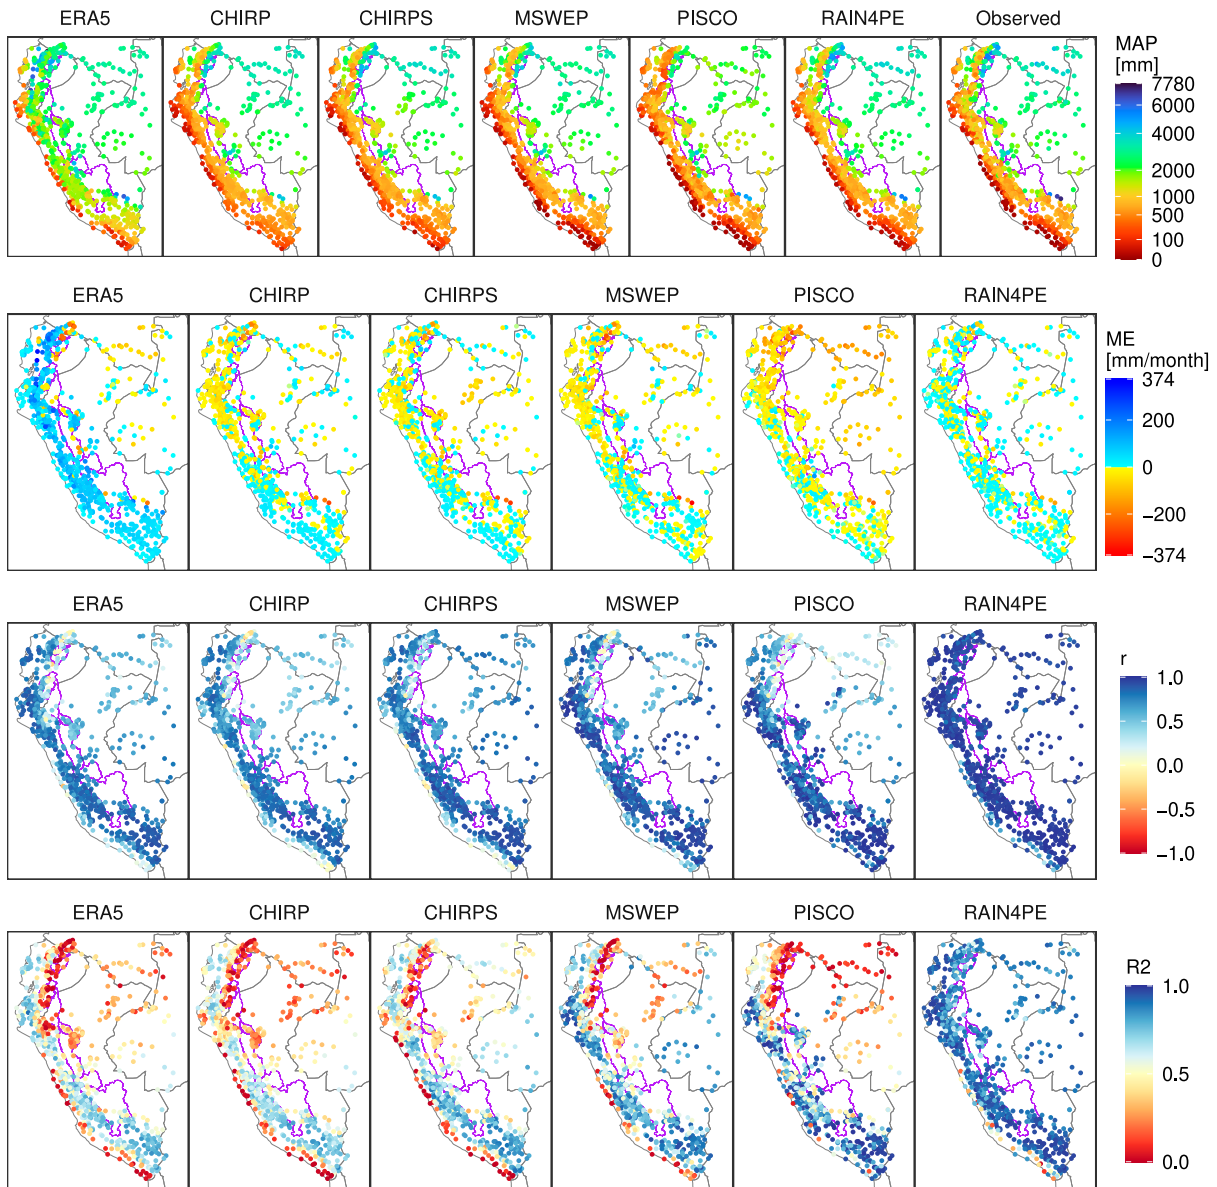 ERA5 CHIRP CHIRPS MSWEP PISCO RAIN4PE Observed
MAP
[mm]
7780
6000
4000
2000
1000
500
100
0
ERA5 CHIRP CHIRPS MSWEP PISCO RAIN4PE
ME
[mm/month]
374
200
0
−200
−374
ERA5 CHIRP CHIRPS MSWEP PISCO RAIN4PE
r
1.0
0.5
0.0
−0.5
−1.0
ERA5 CHIRP CHIRPS MSWEP PISCO RAIN4PE
R2
1.0
0.5
0.0